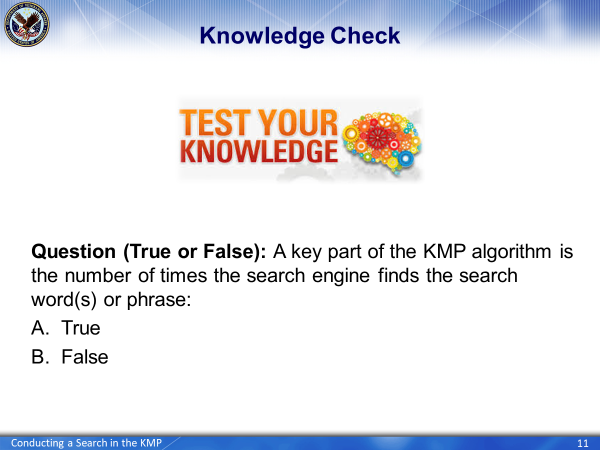 Knowledge Check
TEST YOUR
KNOWLEDGE
Question (True or False): A key part of the KMP algorithm is
the number of times the search engine finds the search
word(s) or phrase:
A. True
B. False
Conducting a Search in the KMP
11